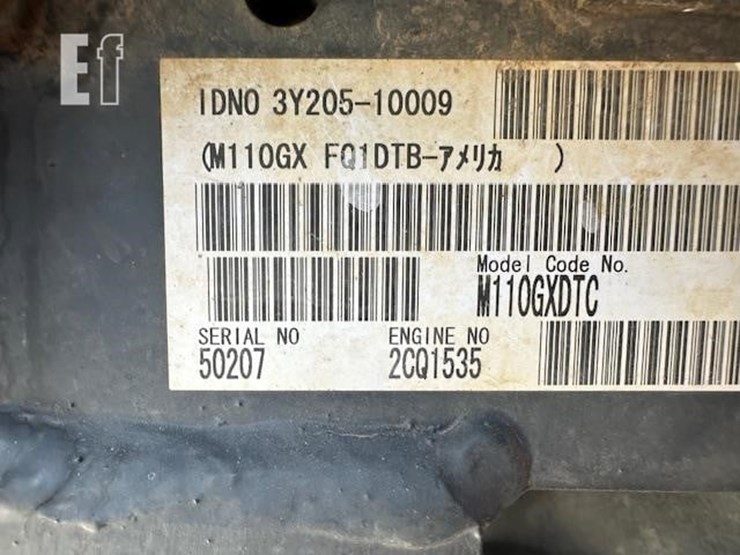 Ef
IDNO 3Y205-10009
(M110GX FQ1DTB-アメリカ )
Model Code No.
M110GXDTC
SERIAL NO ENGINE NO
50207 2CQ1535